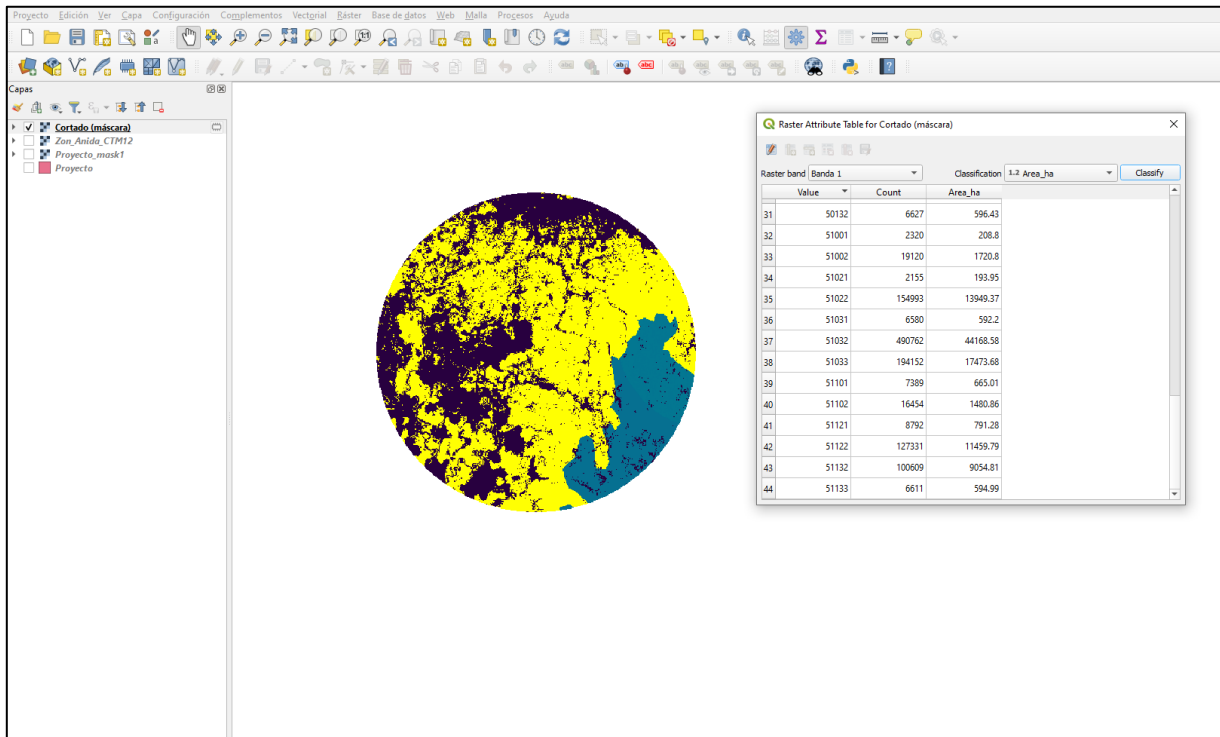 Proyecto Edición Ver Capa Configuración Complementos Vectorial Ráster Base de datos Web Malla Procesos Ayuda
Capas
Cortado (máscara)
Zon_Anida_CTM12
Proyecto_mask1
Proyecto
Raster Attribute Table for Cortado (máscara)
Raster band Banda 1 Classification 1.2 Area_ha Classify
Value Count Area_ha
31 50132 6627 596.43
32 51001 2320 208.8
33 51002 19120 1720.8
34 51021 2155 193.95
35 51022 154993 13949.37
36 51031 6580 592.2
37 51032 490762 44168.58
38 51033 194152 17473.68
39 51101 7389 665.01
40 51102 16454 1480.86
41 51121 8792 791.28
42 51122 127331 11459.79
43 51132 100609 9054.81
44 51133 6611 594.99